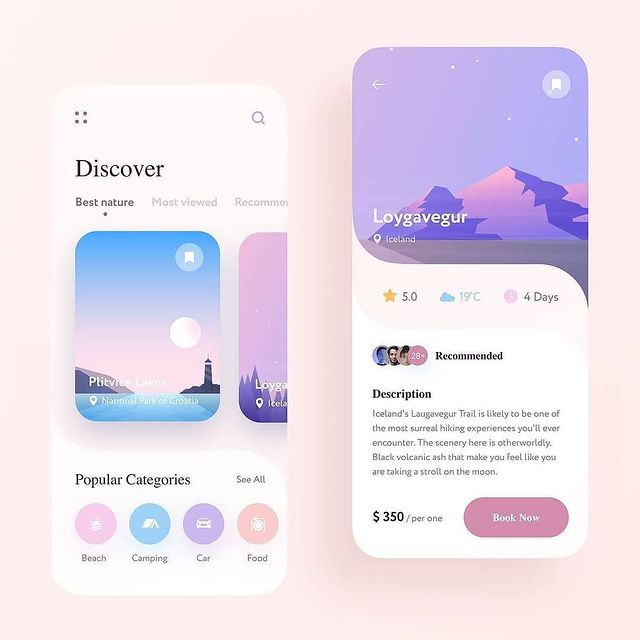 Discover
Best nature Most viewed Recommen
Plitvice Lakes
National Park of Croatia
Loyga
Icela
Popular Categories See All
Beach Camping Car Food
Loygavegur
Iceland
5.0 19°C 4 Days
28+ Recommended
Description
Iceland's Laugavegur Trail is likely to be one of
the most surreal hiking experiences you'll ever
encounter. The scenery here is otherworldly.
Black volcanic ash that make you feel like you
are taking a stroll on the moon.
$ 350 / per one Book Now